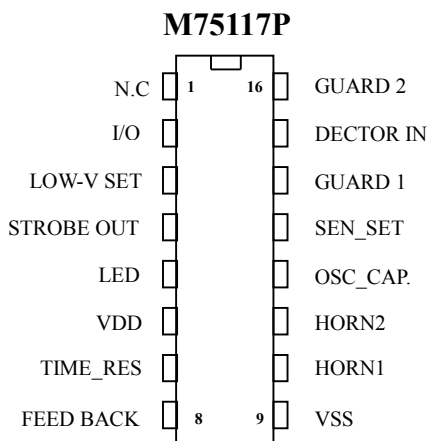 M75117P
N.C 1 16 GUARD 2
I/O DECTOR IN
LOW-V SET GUARD 1
STROBE OUT SEN_SET
LED OSC_CAP.
VDD HORN2
TIME_RES HORN1
FEED BACK 8 9 VSS